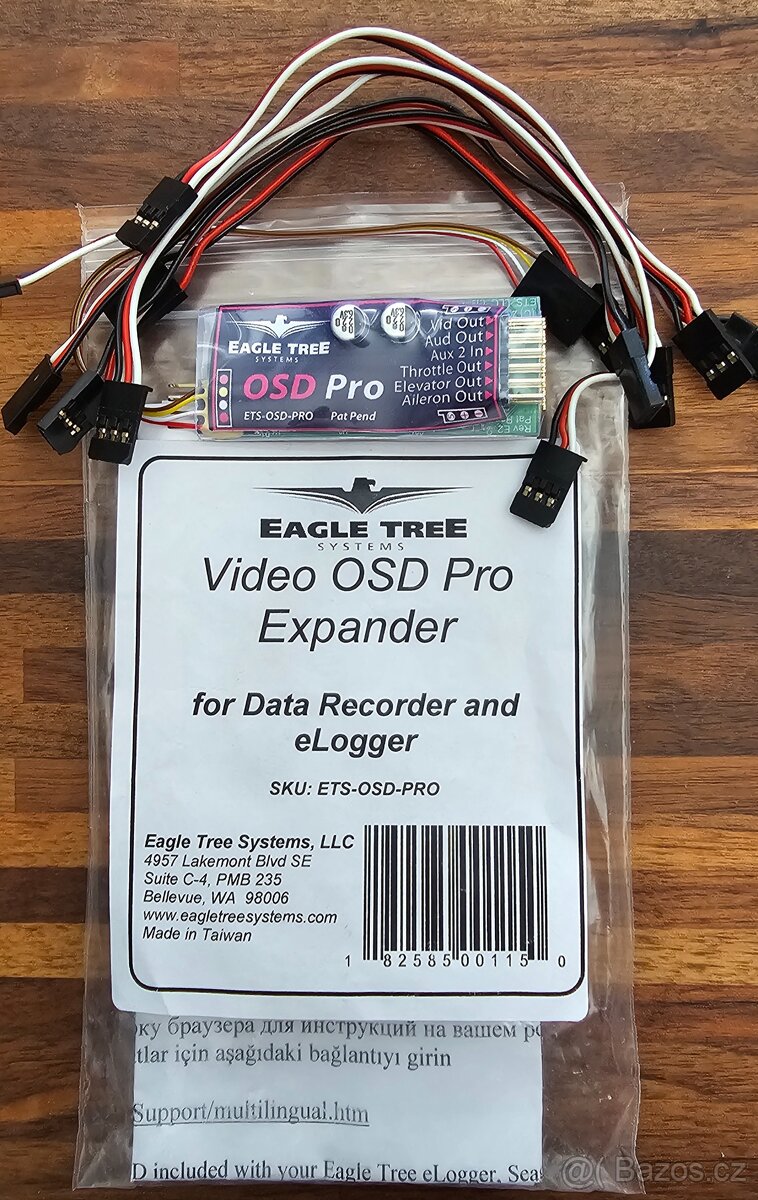 EAGLE TREE
SYSTEMS
OSD Pro
ETS-OSD-PRO Pat Pend
Vid Out
Aud Out
Aux 2 In
Throttle Out
Elevator Out
Aileron Out
EAGLE TREE
SYSTEMS
Video OSD Pro
Expander
for Data Recorder and
eLogger
SKU: ETS-OSD-PRO
Eagle Tree Systems, LLC
4957 Lakemont Blvd SE
Suite C-4, PMB 235
Bellevue, WA 98006
www.eagletreesystems.com
Made in Taiwan
1 82585 00115 0
браузера для инструкций на вашем
için aşağıdaki bağlantıyı girin
Support/multilingual.htm
included with your Eagle Tree eLogger,
Bazos.cz